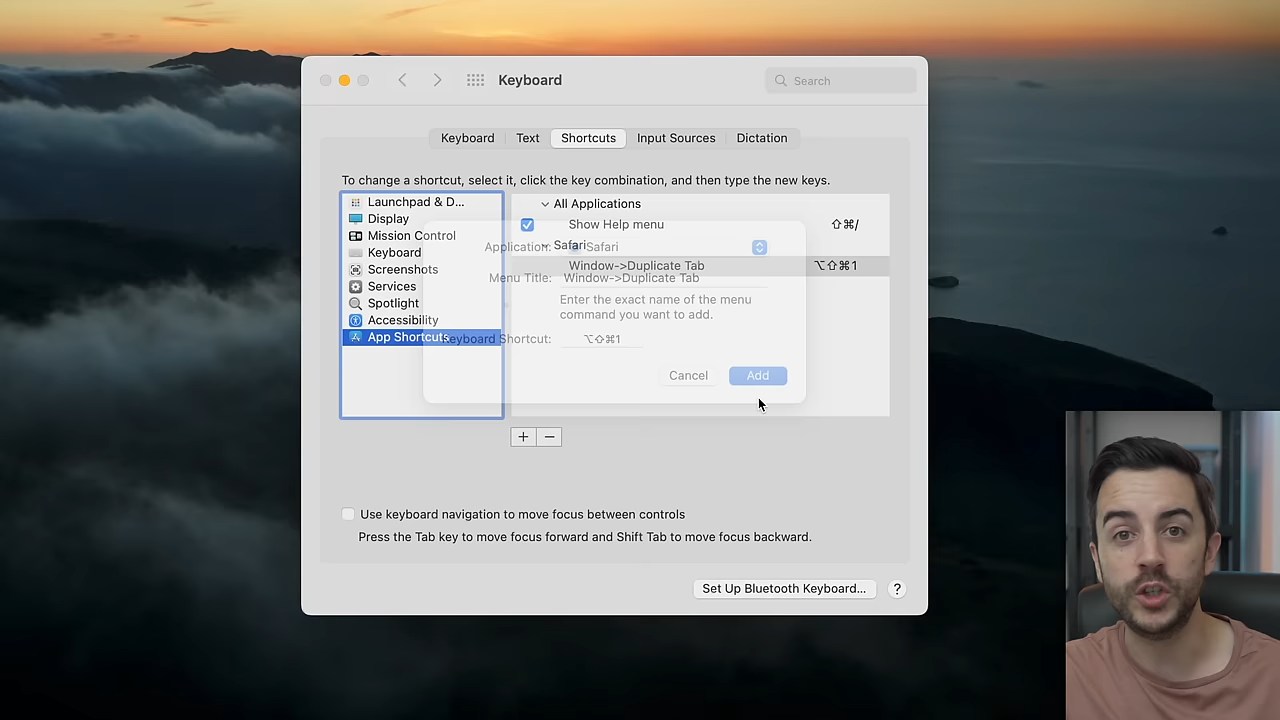 Keyboard
Search
Keyboard
Text
Shortcuts
Input Sources
Dictation
To change a shortcut, select it, click the key combination, and then type the new keys.
Launchpad & D...
Display
Mission Control
Keyboard
Screenshots
Services
Spotlight
Accessibility
App Shortcuts
All Applications
Show Help menu ⇧⌘/
Safari
Window->Duplicate Tab ⌥⇧⌘1
Application: Safari
Menu Title: Window->Duplicate Tab
Enter the exact name of the menu
command you want to add.
Keyboard Shortcut: ⌥⇧⌘1
Cancel
Add
+ −
Use keyboard navigation to move focus between controls
Press the Tab key to move focus forward and Shift Tab to move focus backward.
Set Up Bluetooth Keyboard...
?